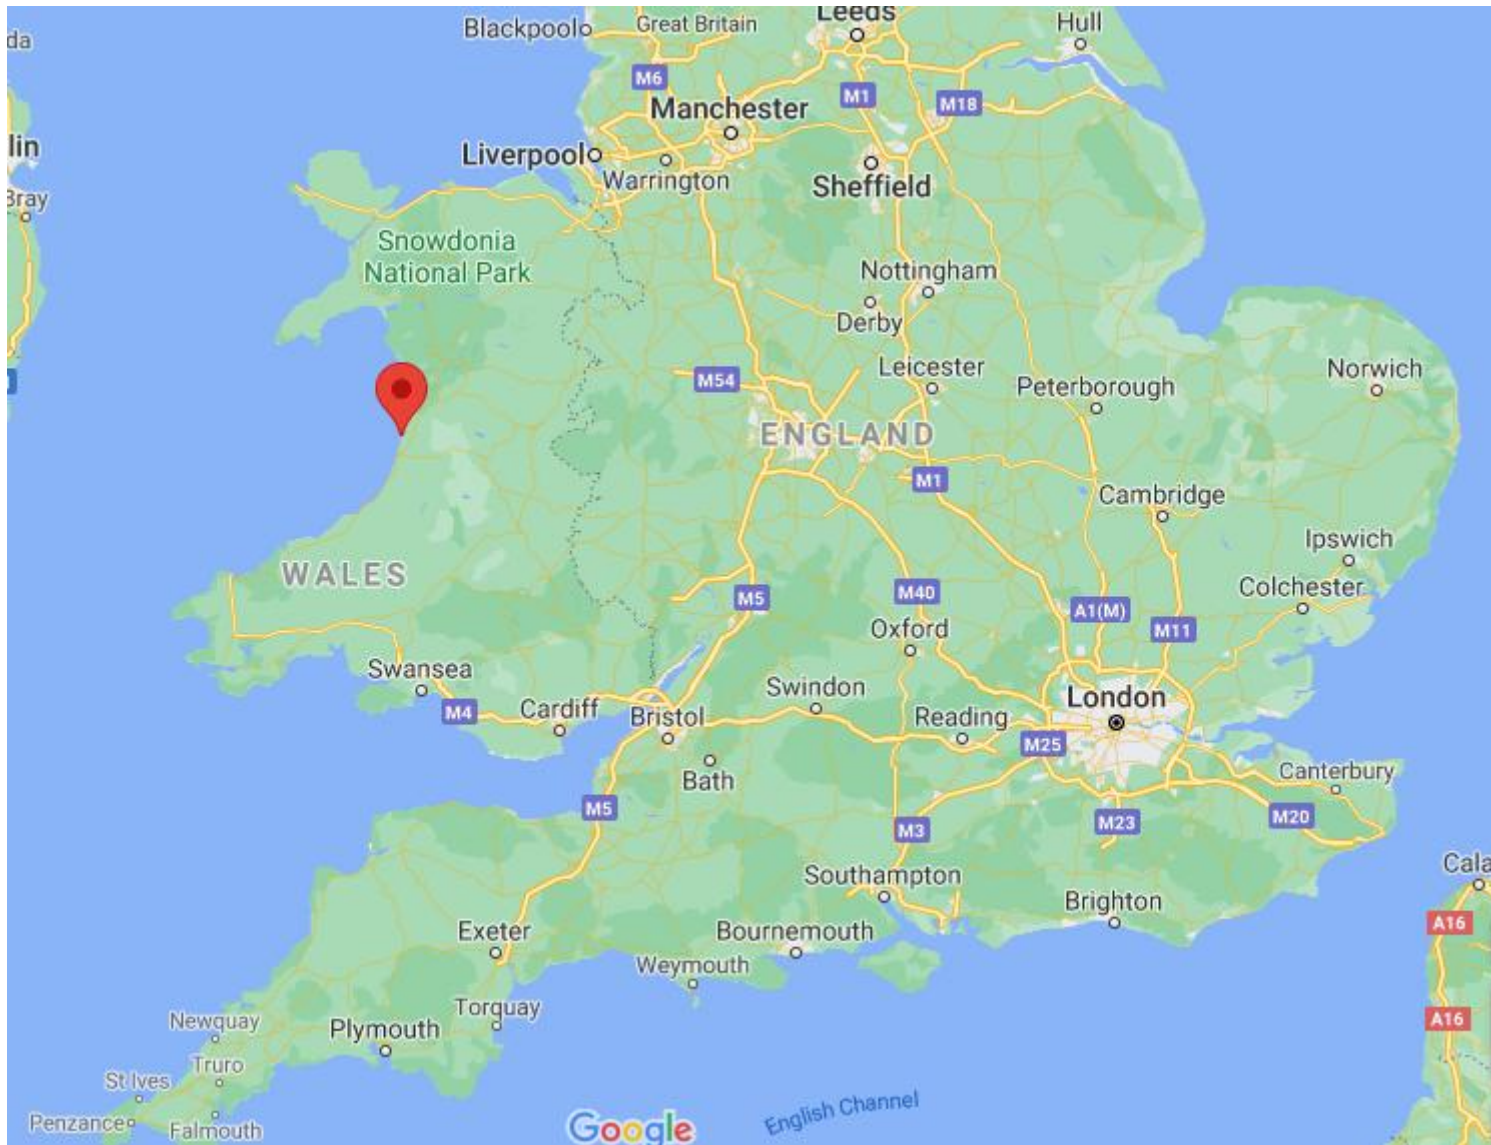 Leeds
Blackpool
Great Britain
Hull
da
M6
M1
M18
Manchester
lin
Liverpool
Warrington
Sheffield
Bray
Snowdonia
National Park
Nottingham
Derby
Leicester
M54
Peterborough
Norwich
ENGLAND
M1
Cambridge
Ipswich
WALES
M5
M40
A1(M)
Colchester
M11
Oxford
Swansea
Swindon
London
M4
Cardiff
Bristol
Reading
M25
Bath
Canterbury
M5
M3
M23
M20
Southampton
Cala
Brighton
Exeter
Bournemouth
A16
Weymouth
Torquay
Newquay
Plymouth
A16
Truro
St Ives
Penzance
Falmouth
Google
English Channel